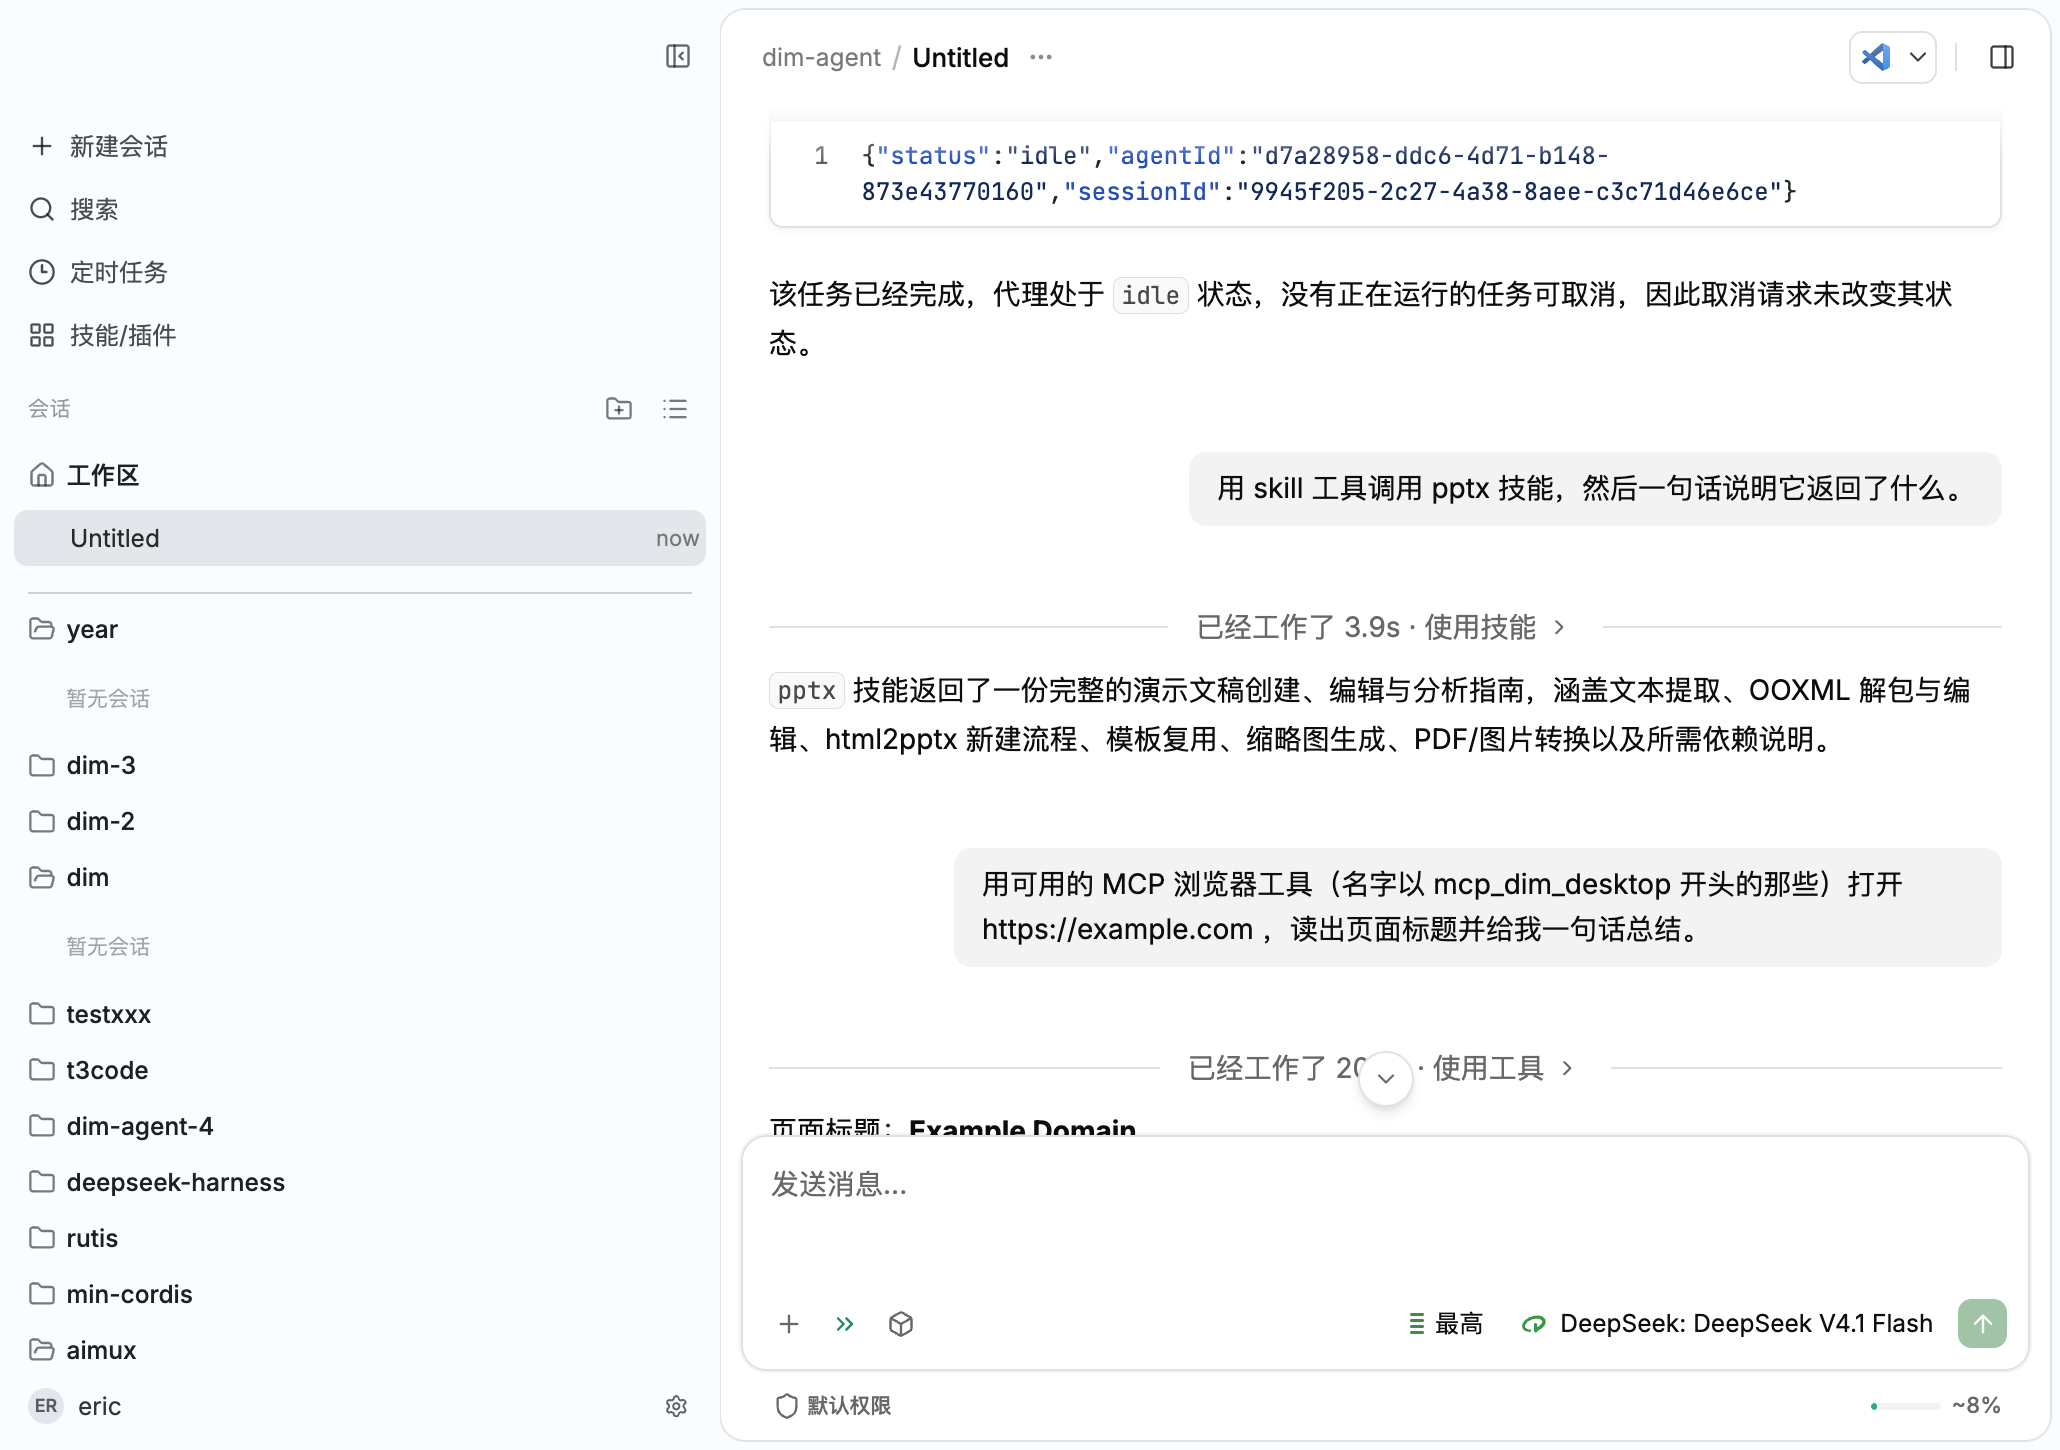 新建会话
搜索
定时任务
技能/插件
会话
工作区
Untitled now
year
暂无会话
dim-3
dim-2
dim
暂无会话
testxxx
t3code
dim-agent-4
deepseek-harness
rutis
min-cordis
aimux
ER eric
dim-agent / Untitled ···
1 {"status":"idle","agentId":"d7a28958-ddc6-4d71-b148-
873e43770160","sessionId":"9945f205-2c27-4a38-8aee-c3c71d46e6ce"}
该任务已经完成，代理处于 idle 状态，没有正在运行的任务可取消，因此取消请求未改变其状
态。
用 skill 工具调用 pptx 技能，然后一句话说明它返回了什么。
已经工作了 3.9s · 使用技能
pptx 技能返回了一份完整的演示文稿创建、编辑与分析指南，涵盖文本提取、OOXML 解包与编
辑、html2pptx 新建流程、模板复用、缩略图生成、PDF/图片转换以及所需依赖说明。
用可用的 MCP 浏览器工具（名字以 mcp_dim_desktop 开头的那些）打开
https://example.com ，读出页面标题并给我一句话总结。
已经工作了 · 使用工具
页面标题：Example Domain
发送消息...
最高 DeepSeek: DeepSeek V4.1 Flash
默认权限 ~8%